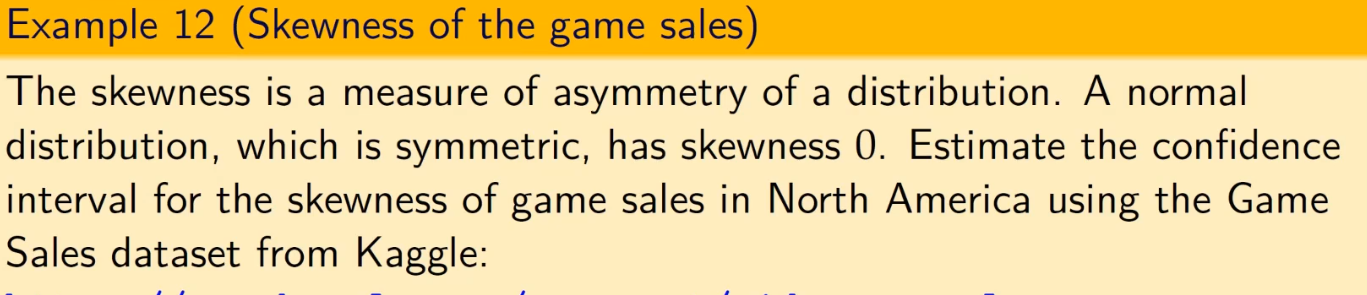 Example 12 (Skewness of the game sales)
The skewness is a measure of asymmetry of a distribution. A normal
distribution, which is symmetric, has skewness 0. Estimate the confidence
interval for the skewness of game sales in North America using the Game
Sales dataset from Kaggle: